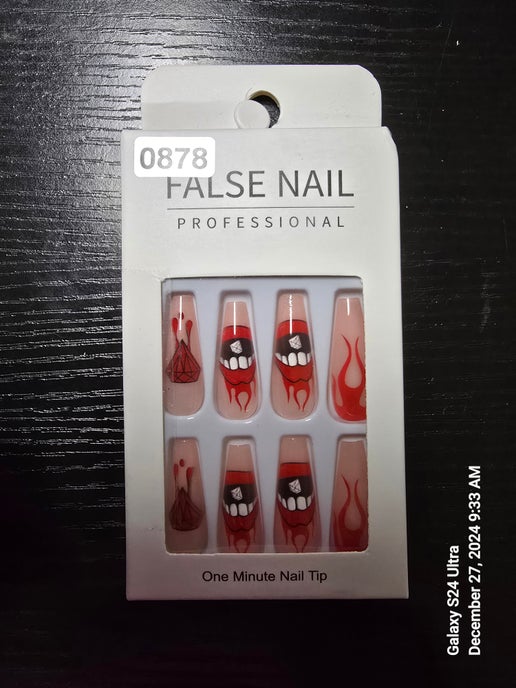 0878
FALSE NAIL
PROFESSIONAL
One Minute Nail Tip
Galaxy S24 Ultra
December 27, 2024 9:33 AM